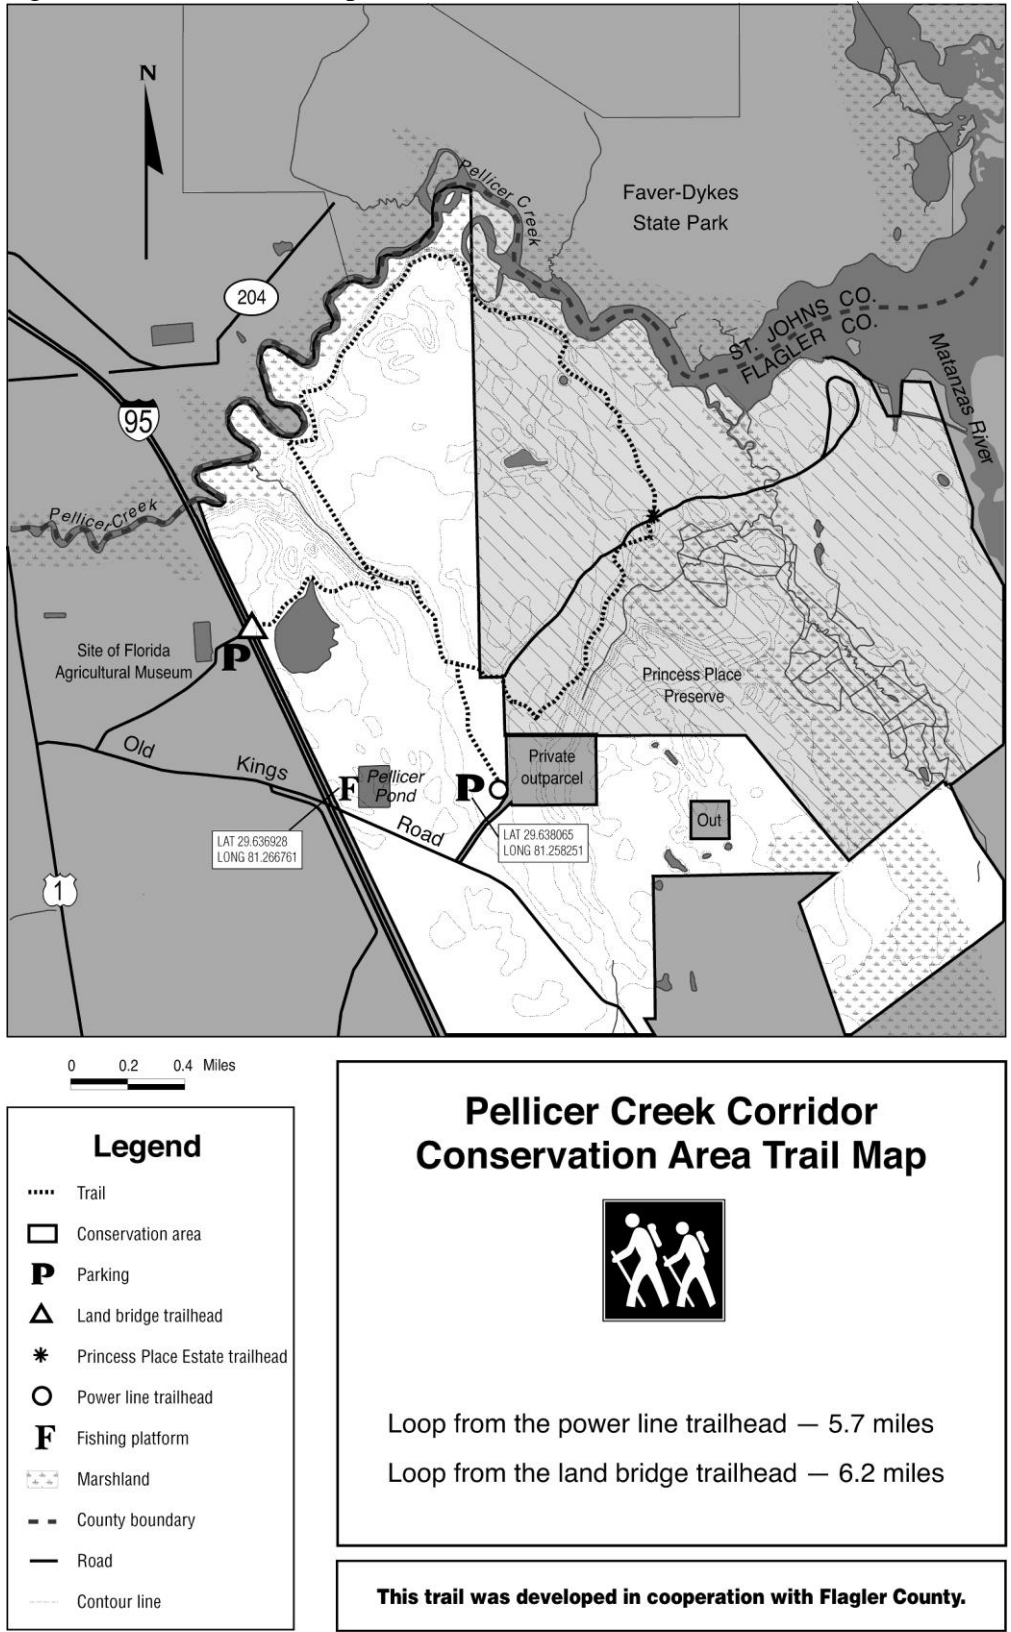 N
Pellicer Creek
Faver-Dykes
State Park
204
ST. JOHNS CO.
FLAGLER CO.
Matanzas River
95
Pellicer Creek
Site of Florida
Agricultural Museum
P
Princess Place
Preserve
Old Kings Road
F
Pellicer
Pond
P
Private
outparcel
Out
LAT 29.636928
LONG 81.266761
LAT 29.638065
LONG 81.258251
1
0 0.2 0.4 Miles
Legend
Trail
Conservation area
P Parking
Land bridge trailhead
Princess Place Estate trailhead
Power line trailhead
F Fishing platform
Marshland
County boundary
Road
Contour line
Pellicer Creek Corridor
Conservation Area Trail Map
Loop from the power line trailhead — 5.7 miles
Loop from the land bridge trailhead — 6.2 miles
This trail was developed in cooperation with Flagler County.